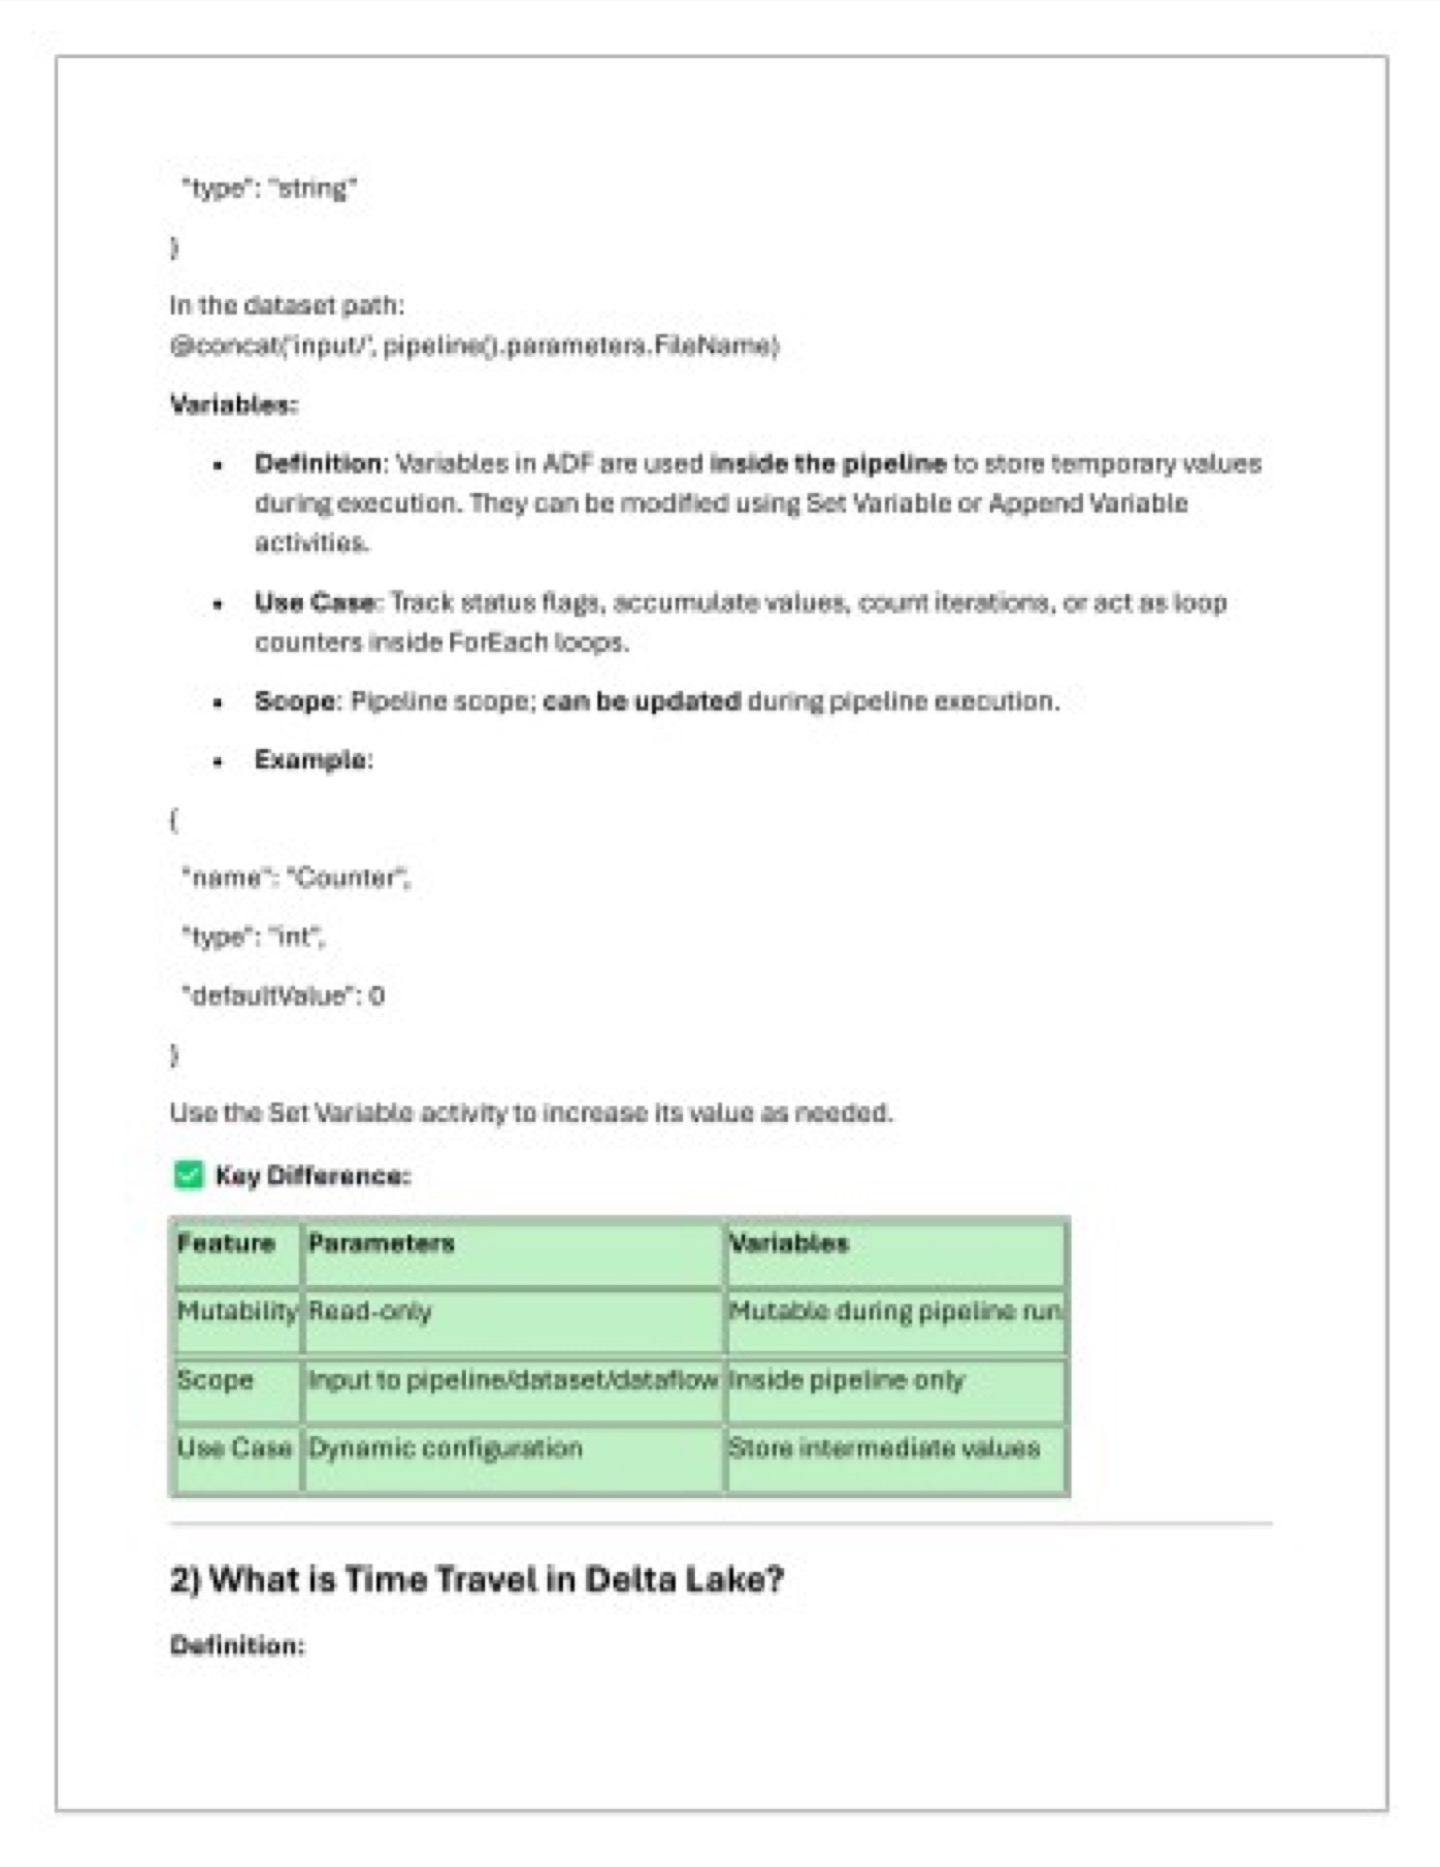 "type": "string"
}
In the dataset path:
@concat('input/', pipeline().parameters.FileName)
Variables:
• Definition: Variables in ADF are used inside the pipeline to store temporary values
during execution. They can be modified using Set Variable or Append Variable
activities.
• Use Case: Track status flags, accumulate values, count iterations, or act as loop
counters inside ForEach loops.
• Scope: Pipeline scope; can be updated during pipeline execution.
• Example:
{
"name": "Counter",
"type": "int",
"defaultValue": 0
}
Use the Set Variable activity to increase its value as needed.
✅ Key Difference:
Feature Parameters Variables
Mutability Read-only Mutable during pipeline run
Scope Input to pipeline/dataset/dataflow Inside pipeline only
Use Case Dynamic configuration Store intermediate values
2) What is Time Travel in Delta Lake?
Definition: